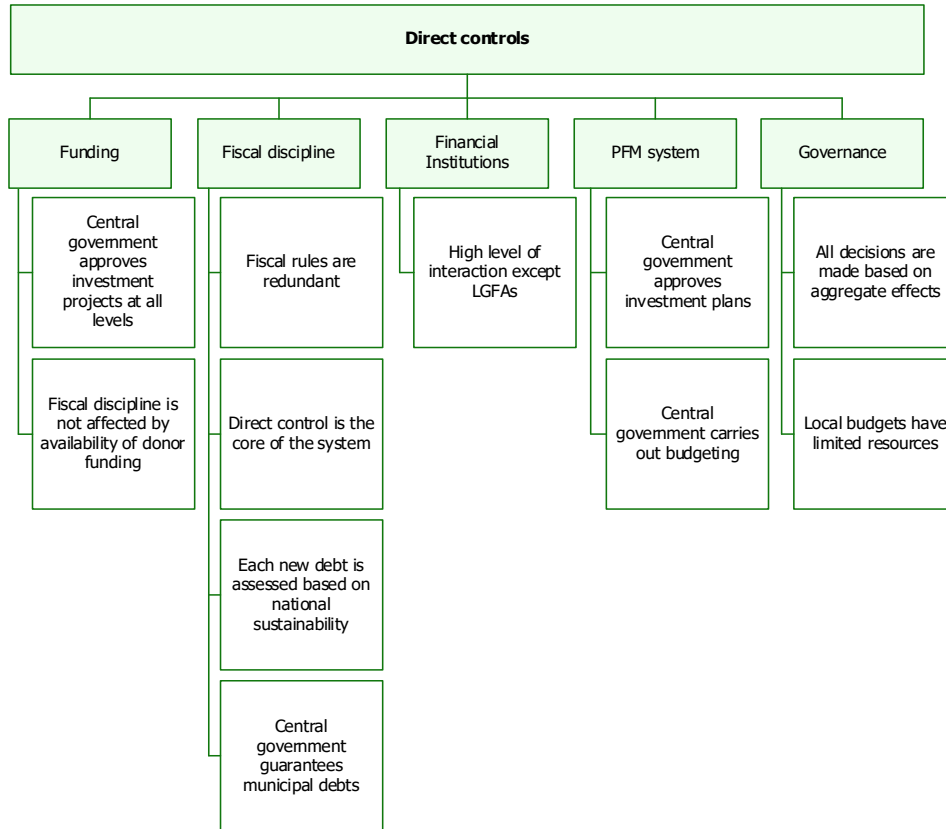 Direct controls
Funding
Central
government
approves
investment
projects at all
levels
Fiscal discipline is
not affected by
availability of donor
funding
Fiscal discipline
Fiscal rules are
redundant
Direct control is the
core of the system
Each new debt is
assessed based on
national
sustainability
Central
government
guarantees
municipal debts
Financial
Institutions
High level of
interaction except
LGFAs
PFM system
Central
government
approves
investment plans
Central
government carries
out budgeting
Governance
All decisions are
made based on
aggregate effects
Local budgets have
limited resources